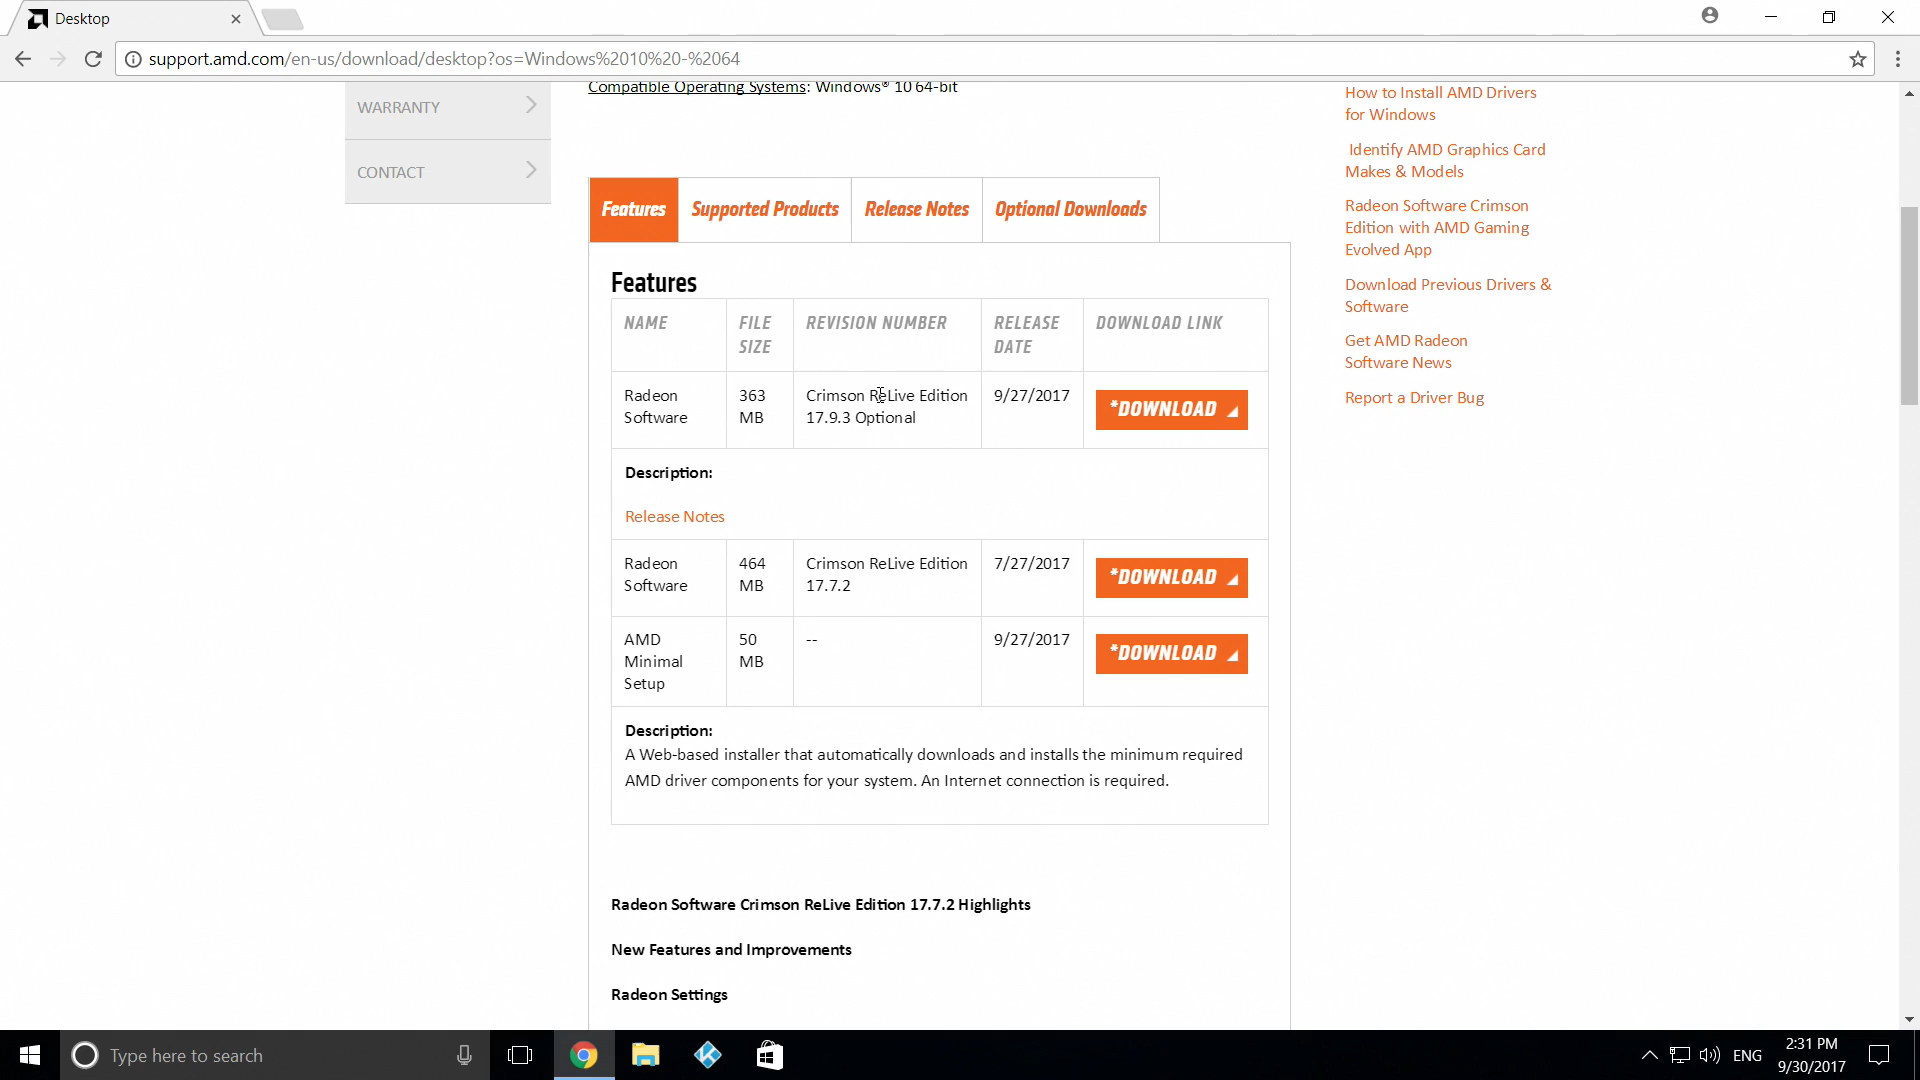 Desktop
support.amd.com/en-us/download/desktop?os=Windows%2010%20-%2064
WARRANTY
CONTACT
Compatible Operating Systems: Windows® 10 64-bit
Features
Supported Products
Release Notes
Optional Downloads
Features
NAME
FILE
SIZE
REVISION NUMBER
RELEASE
DATE
DOWNLOAD LINK
Radeon
Software
363
MB
Crimson ReLive Edition
17.9.3 Optional
9/27/2017
*DOWNLOAD
Description:
Release Notes
Radeon
Software
464
MB
Crimson ReLive Edition
17.7.2
7/27/2017
*DOWNLOAD
AMD
Minimal
Setup
50
MB
--
9/27/2017
*DOWNLOAD
Description:
A Web-based installer that automatically downloads and installs the minimum required
AMD driver components for your system. An Internet connection is required.
Radeon Software Crimson ReLive Edition 17.7.2 Highlights
New Features and Improvements
Radeon Settings
How to Install AMD Drivers
for Windows
Identify AMD Graphics Card
Makes & Models
Radeon Software Crimson
Edition with AMD Gaming
Evolved App
Download Previous Drivers &
Software
Get AMD Radeon
Software News
Report a Driver Bug
Type here to search
ENG
2:31 PM
9/30/2017